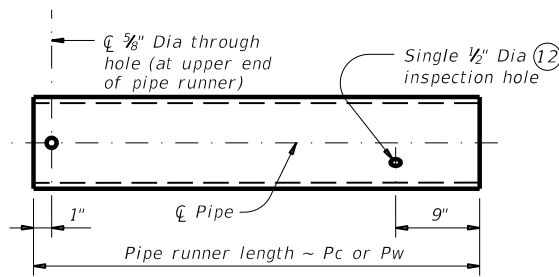 ℄ 5/8" Dia through
hole (at upper end
of pipe runner)
Single 1/2" Dia 12
inspection hole
℄ Pipe
1"
9"
Pipe runner length ~ Pc or Pw